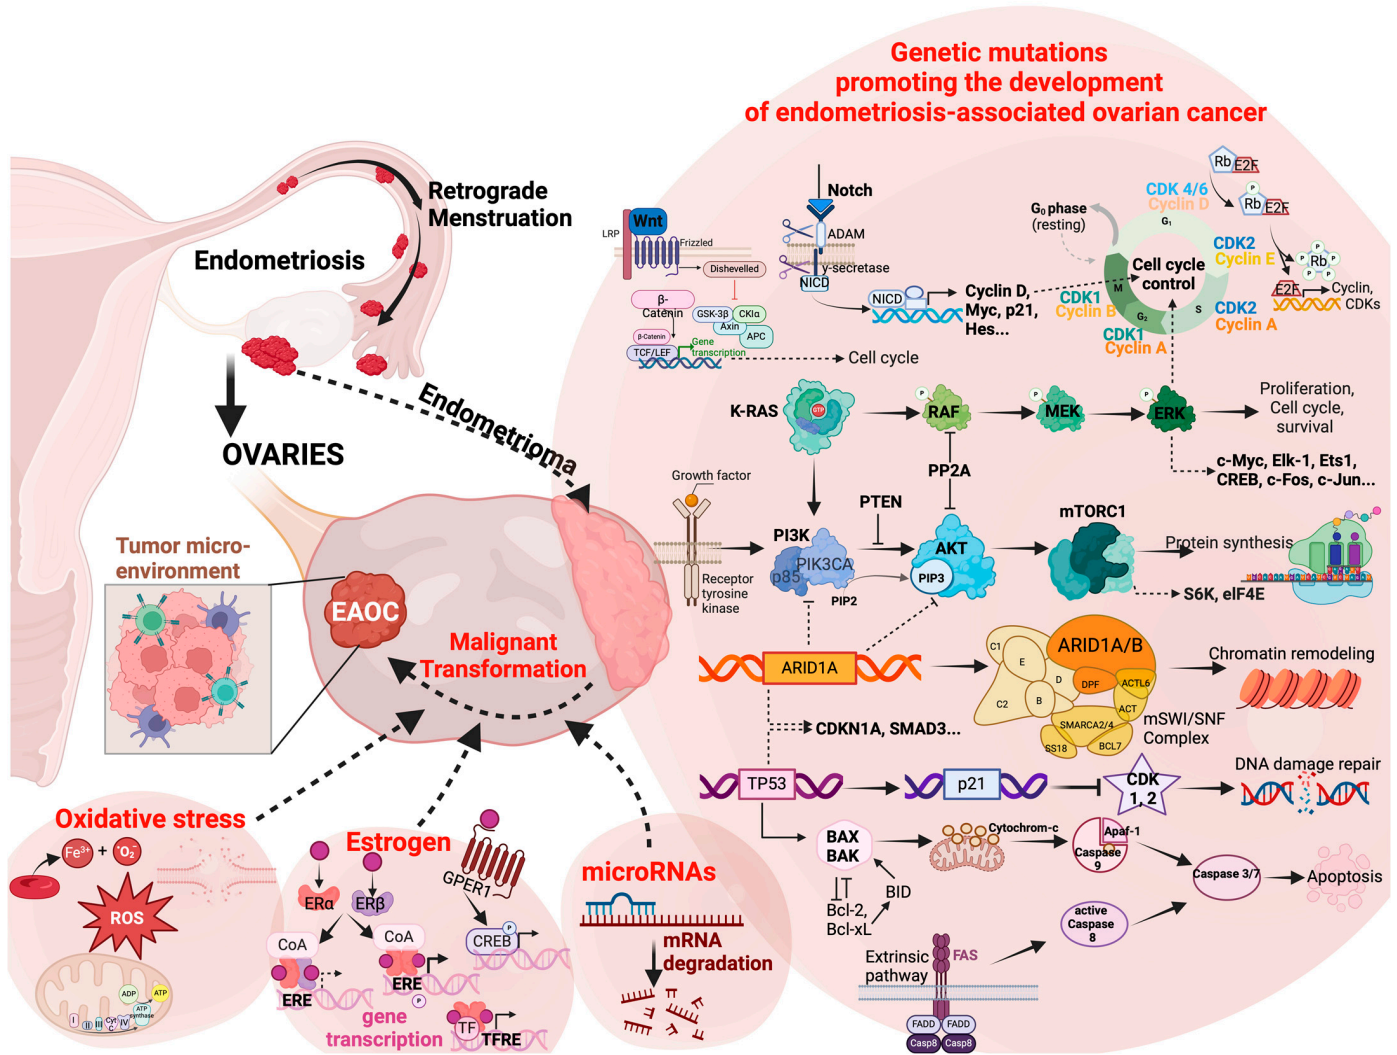 Genetic mutations
promoting the development
of endometriosis-associated ovarian cancer
Retrograde
Menstruation
Endometriosis
OVARIES
Endometrioma
Tumor micro-
environment
EAOC
Malignant
Transformation
Oxidative stress
Fe³⁺ + •O₂⁻
ROS
ADP
ATP
ATP
synthase
I
II
III
Cyt
C
IV
Estrogen
GPER1
ERα
ERβ
CoA
ERE
CoA
ERE
P
CREB
P
gene
transcription
TF
TFRE
microRNAs
mRNA
degradation
Wnt
LRP
Frizzled
Dishevelled
β-
Catenin
GSK-3β
CKIα
Axin
APC
β-Catenin
TCF/LEF
Gene
transcription
Cell cycle
Notch
ADAM
γ-secretase
NICD
NICD
Cyclin D,
Myc, p21,
Hes...
G₀ phase
(resting)
CDK 4/6
Cyclin D
G₁
CDK2
Cyclin E
CDK2
Cyclin A
S
CDK1
Cyclin A
G₂
CDK1
Cyclin B
M
Cell cycle
control
Rb
E2F
P
Rb
E2F
P
P
P
P
P
Rb
E2F
Cyclin,
CDKs
K-RAS
GTP
P
RAF
P
MEK
P
ERK
Proliferation,
Cell cycle,
survival
c-Myc, Elk-1, Ets1,
CREB, c-Fos, c-Jun...
PP2A
PTEN
Growth factor
Receptor
tyrosine
kinase
PI3K
p85
PIK3CA
PIP2
AKT
PIP3
mTORC1
Protein synthesis
S6K, eIF4E
ARID1A
CDKN1A, SMAD3...
C1
E
C2
D
B
ARID1A/B
DPF
ACTL6
ACT
SMARCA2/4
SS18
BCL7
mSWI/SNF
Complex
Chromatin remodeling
TP53
p21
CDK
1, 2
DNA damage repair
BAX
BAK
Cytochrom-c
Apaf-1
Caspase
9
Caspase 3/7
Apoptosis
BID
Bcl-2,
Bcl-xL
active
Caspase
8
Extrinsic
pathway
FAS
FADD
FADD
Casp8
Casp8